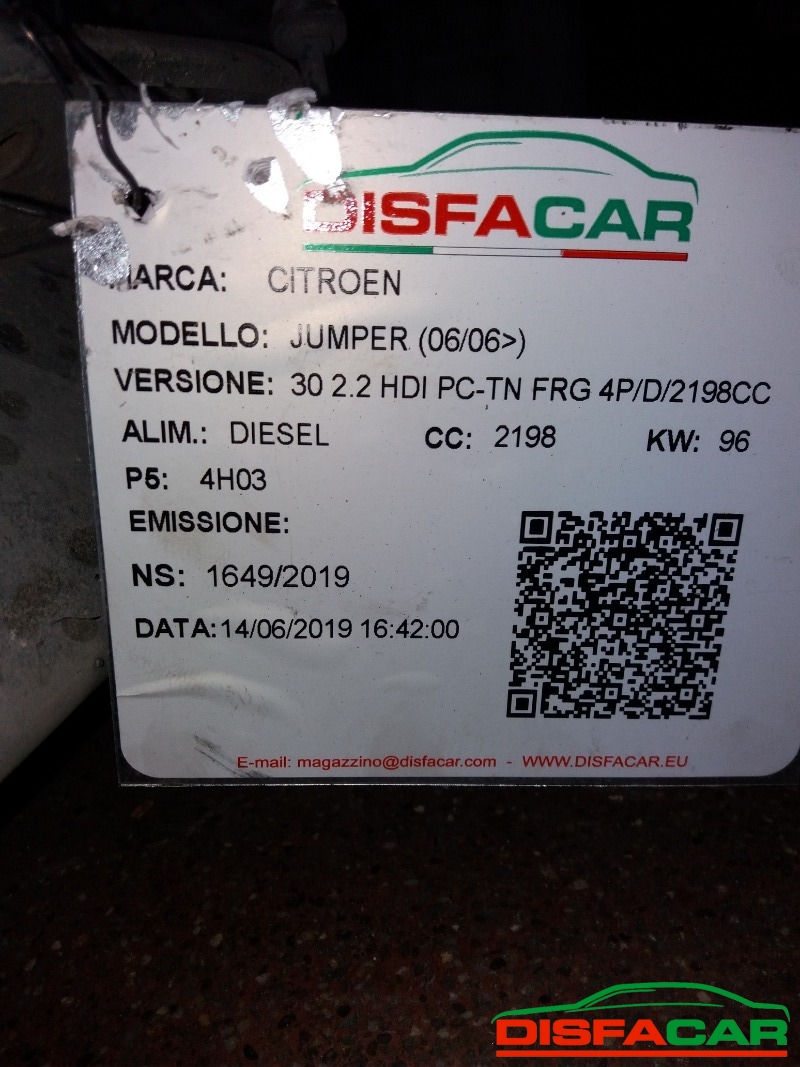 DISFACAR
MARCA: CITROEN
MODELLO: JUMPER (06/06>)
VERSIONE: 30 2.2 HDI PC-TN FRG 4P/D/2198CC
ALIM.: DIESEL CC: 2198 KW: 96
P5: 4H03
EMISSIONE:
NS: 1649/2019
DATA:14/06/2019 16:42:00
E-mail: magazzino@disfacar.com - WWW.DISFACAR.EU
DISFACAR